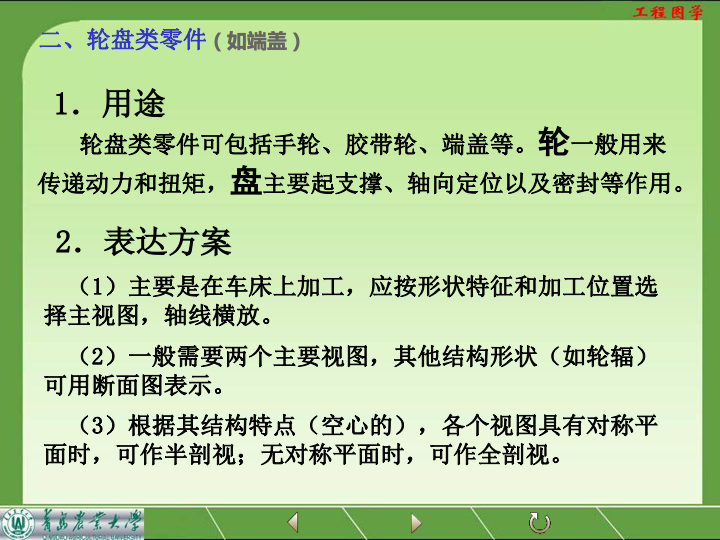 工程图学
二、轮盘类零件（如端盖）
1．用途
轮盘类零件可包括手轮、胶带轮、端盖等。轮一般用来
传递动力和扭矩，盘主要起支撑、轴向定位以及密封等作用。
2．表达方案
（1）主要是在车床上加工，应按形状特征和加工位置选
择主视图，轴线横放。
（2）一般需要两个主要视图，其他结构形状（如轮辐）
可用断面图表示。
（3）根据其结构特点（空心的），各个视图具有对称平
面时，可作半剖视；无对称平面时，可作全剖视。
青岛农业大学